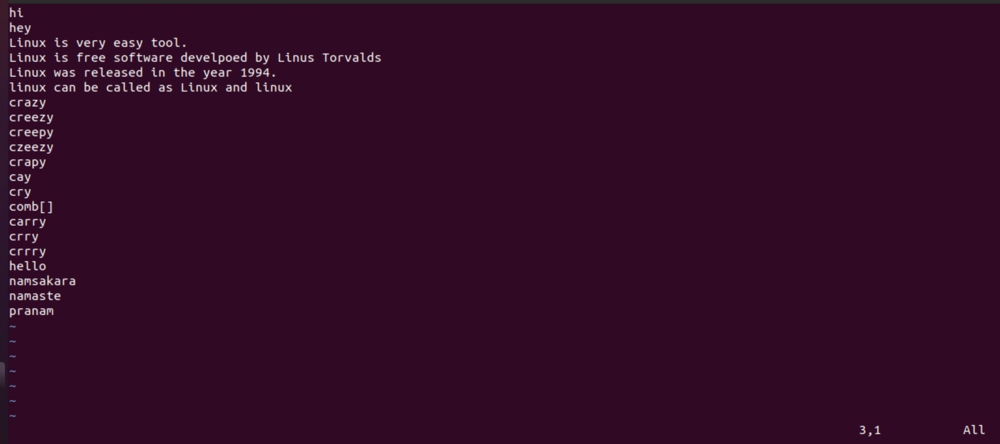 hi
hey
Linux is very easy tool.
Linux is free software develpoed by Linus Torvalds
Linux was released in the year 1994.
linux can be called as Linux and linux
crazy
creezy
creepy
czeezy
crapy
cay
cry
comb[]
carry
crry
crrry
hello
namsakara
namaste
pranam
~
~
~
~
~
~
~
3,1 All